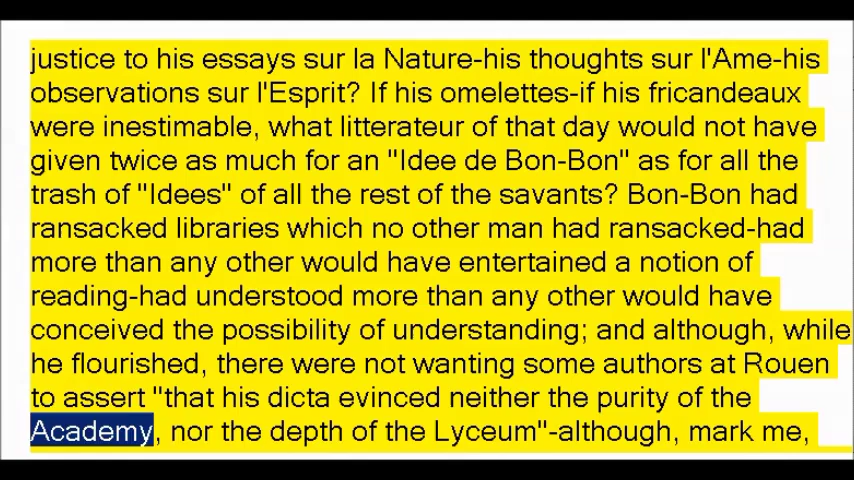 justice to his essays sur la Nature-his thoughts sur l'Ame-his
observations sur l'Esprit? If his omelettes-if his fricandeaux
were inestimable, what litterateur of that day would not have
given twice as much for an "Idee de Bon-Bon" as for all the
trash of "Idees" of all the rest of the savants? Bon-Bon had
ransacked libraries which no other man had ransacked-had
more than any other would have entertained a notion of
reading-had understood more than any other would have
conceived the possibility of understanding; and although, while
he flourished, there were not wanting some authors at Rouen
to assert "that his dicta evinced neither the purity of the
Academy, nor the depth of the Lyceum"-although, mark me,